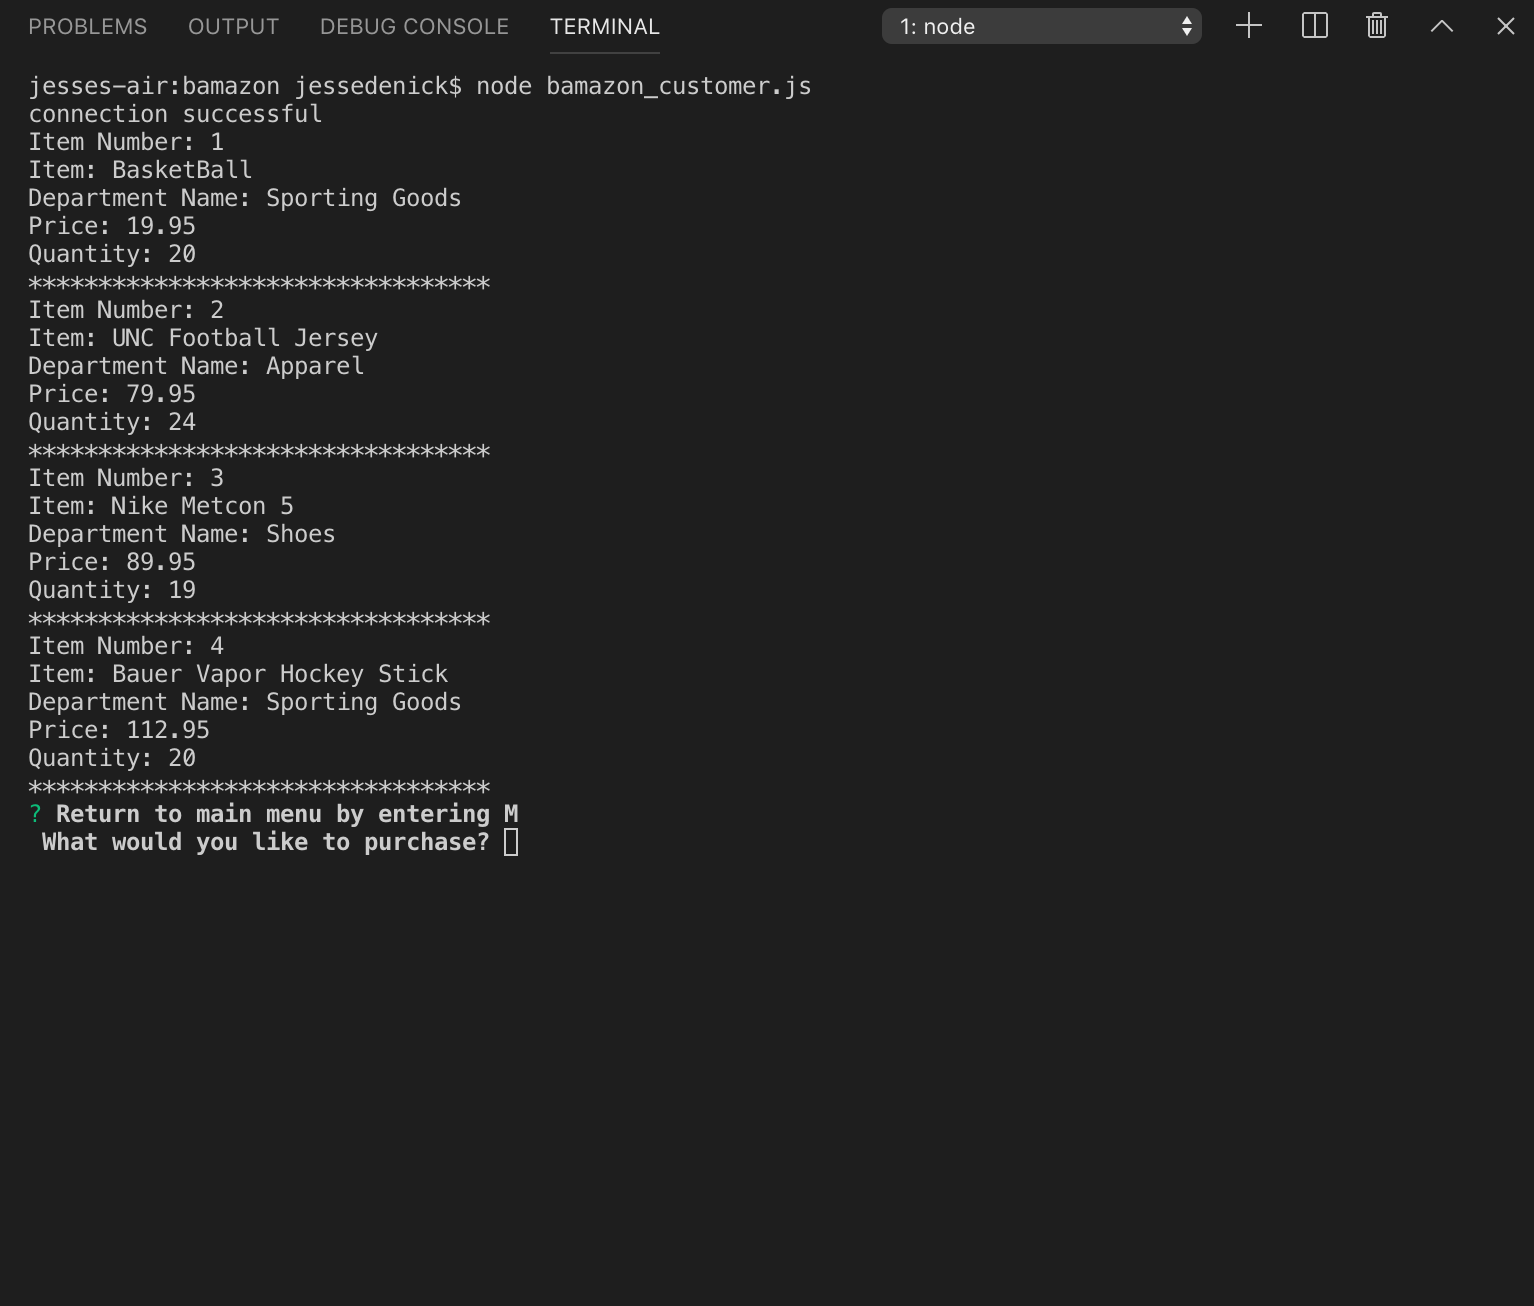 PROBLEMS OUTPUT DEBUG CONSOLE TERMINAL 1: node
jesses-air:bamazon jessedenick$ node bamazon_customer.js
connection successful
Item Number: 1
Item: BasketBall
Department Name: Sporting Goods
Price: 19.95
Quantity: 20
*********************************
Item Number: 2
Item: UNC Football Jersey
Department Name: Apparel
Price: 79.95
Quantity: 24
*********************************
Item Number: 3
Item: Nike Metcon 5
Department Name: Shoes
Price: 89.95
Quantity: 19
*********************************
Item Number: 4
Item: Bauer Vapor Hockey Stick
Department Name: Sporting Goods
Price: 112.95
Quantity: 20
*********************************
? Return to main menu by entering M
What would you like to purchase?